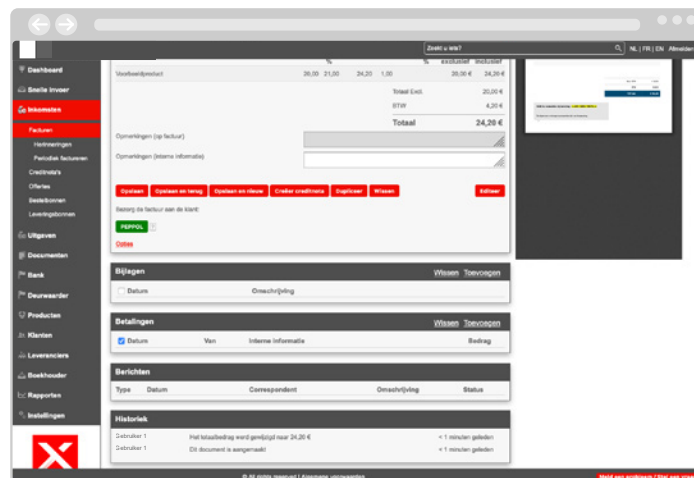 Zoekt u iets?
NL | FR | EN Afmelden
Dashboard
Snelle invoer
Inkomsten
Facturen
Herinneringen
Periodiek factureren
Creditnota's
Offertes
Bestelbonnen
Leveringsbonnen
Uitgaven
Documenten
Bank
Deurwaarder
Producten
Klanten
Leveranciers
Boekhouder
Rapporten
Instellingen
% % exclusief inclusief
Voorbeeldproduct 20,00 21,00 24,20 1,00 20,00 € 24,20 €
Totaal Excl. 20,00 €
BTW 4,20 €
Totaal 24,20 €
Opmerkingen (op factuur)
Opmerkingen (interne informatie)
Opslaan Opslaan en terug Opslaan en nieuw Creëer creditnota Dupliceer Wissen Editeer
Bezorg de factuur aan de klant:
PEPPOL
Opties
Bijlagen Wissen Toevoegen
Datum Omschrijving
Betalingen Wissen Toevoegen
Datum Van Interne informatie Bedrag
Berichten
Type Datum Correspondent Omschrijving Status
Historiek
Gebruiker 1 Het totaalbedrag werd gewijzigd naar 24,20 € < 1 minuten geleden
Gebruiker 1 Dit document is aangemaakt < 1 minuten geleden
© All rights reserved | Algemene voorwaarden
Meld een probleem / Stel een vraag